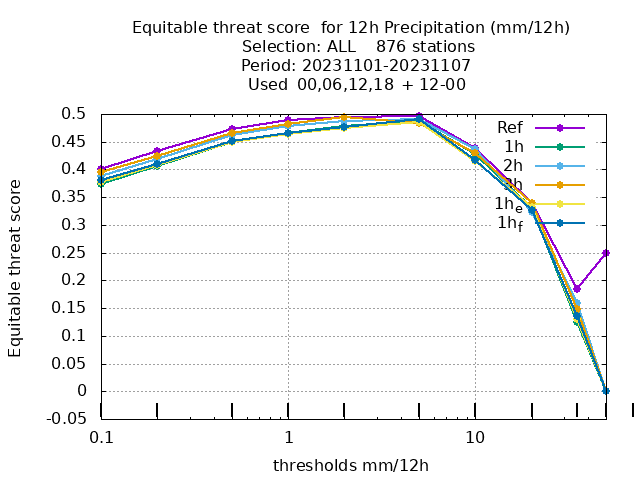 Equitable threat score for 12h Precipitation (mm/12h)
Selection: ALL 876 stations
Period: 20231101-20231107
Used 00,06,12,18 + 12-00
Equitable threat score
0.5
0.45
0.4
0.35
0.3
0.25
0.2
0.15
0.1
0.05
0
-0.05
0.1
1
10
thresholds mm/12h
Ref
1h
2h
1h_e
1h_f